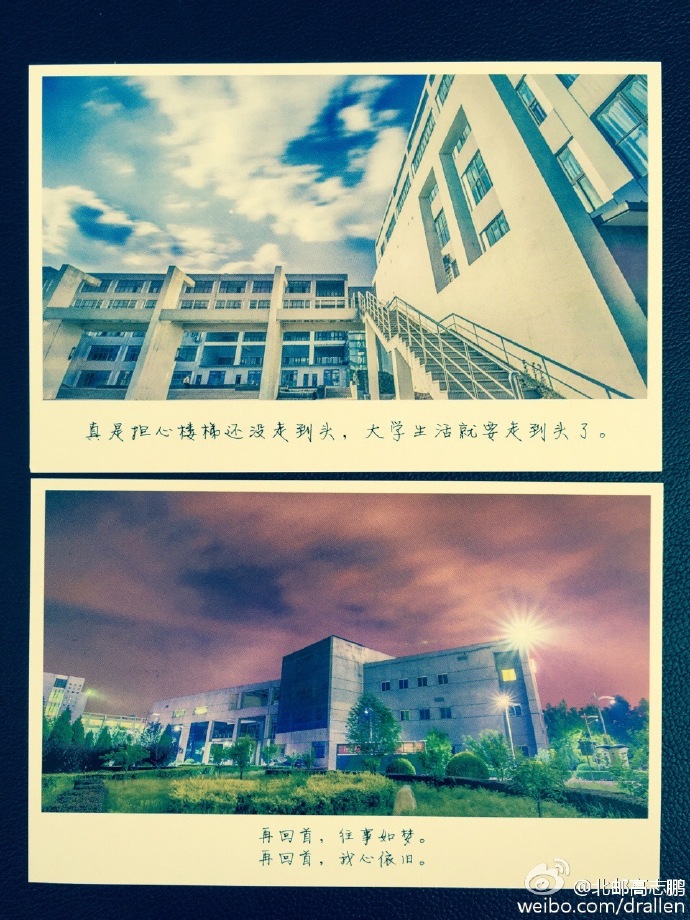 真是担心楼梯还没走到头，大学生活就要走到头了。
再回首，往事如梦。
再回首，我心依旧。
@北邮高志鹏
weibo.com/drallen